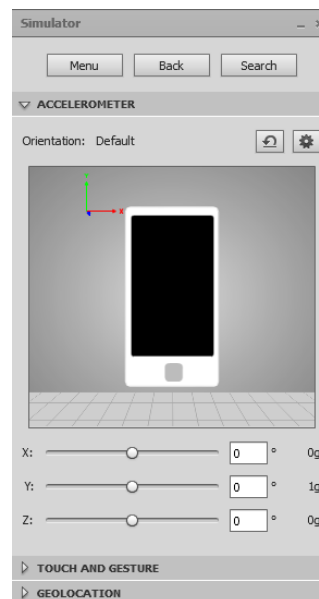 Simulator
Menu Back Search
ACCELEROMETER
Orientation: Default
Y
X
X: 0 ° 0g
Y: 0 ° 1g
Z: 0 ° 0g
TOUCH AND GESTURE
GEOLOCATION